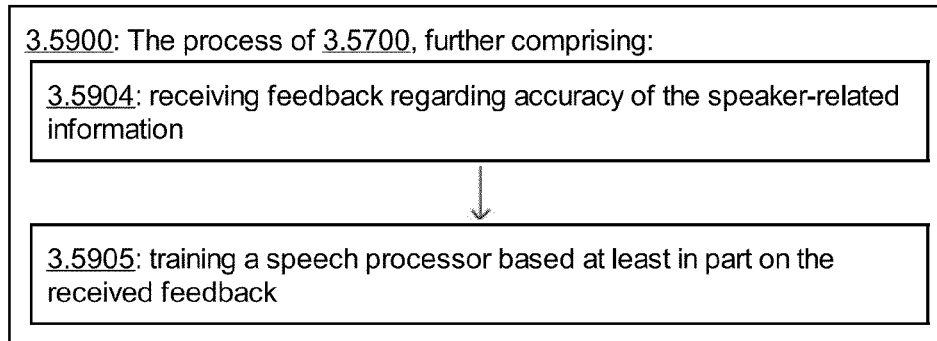 3.5900: The process of 3.5700, further comprising:
3.5904: receiving feedback regarding accuracy of the speaker-related
information
3.5905: training a speech processor based at least in part on the
received feedback